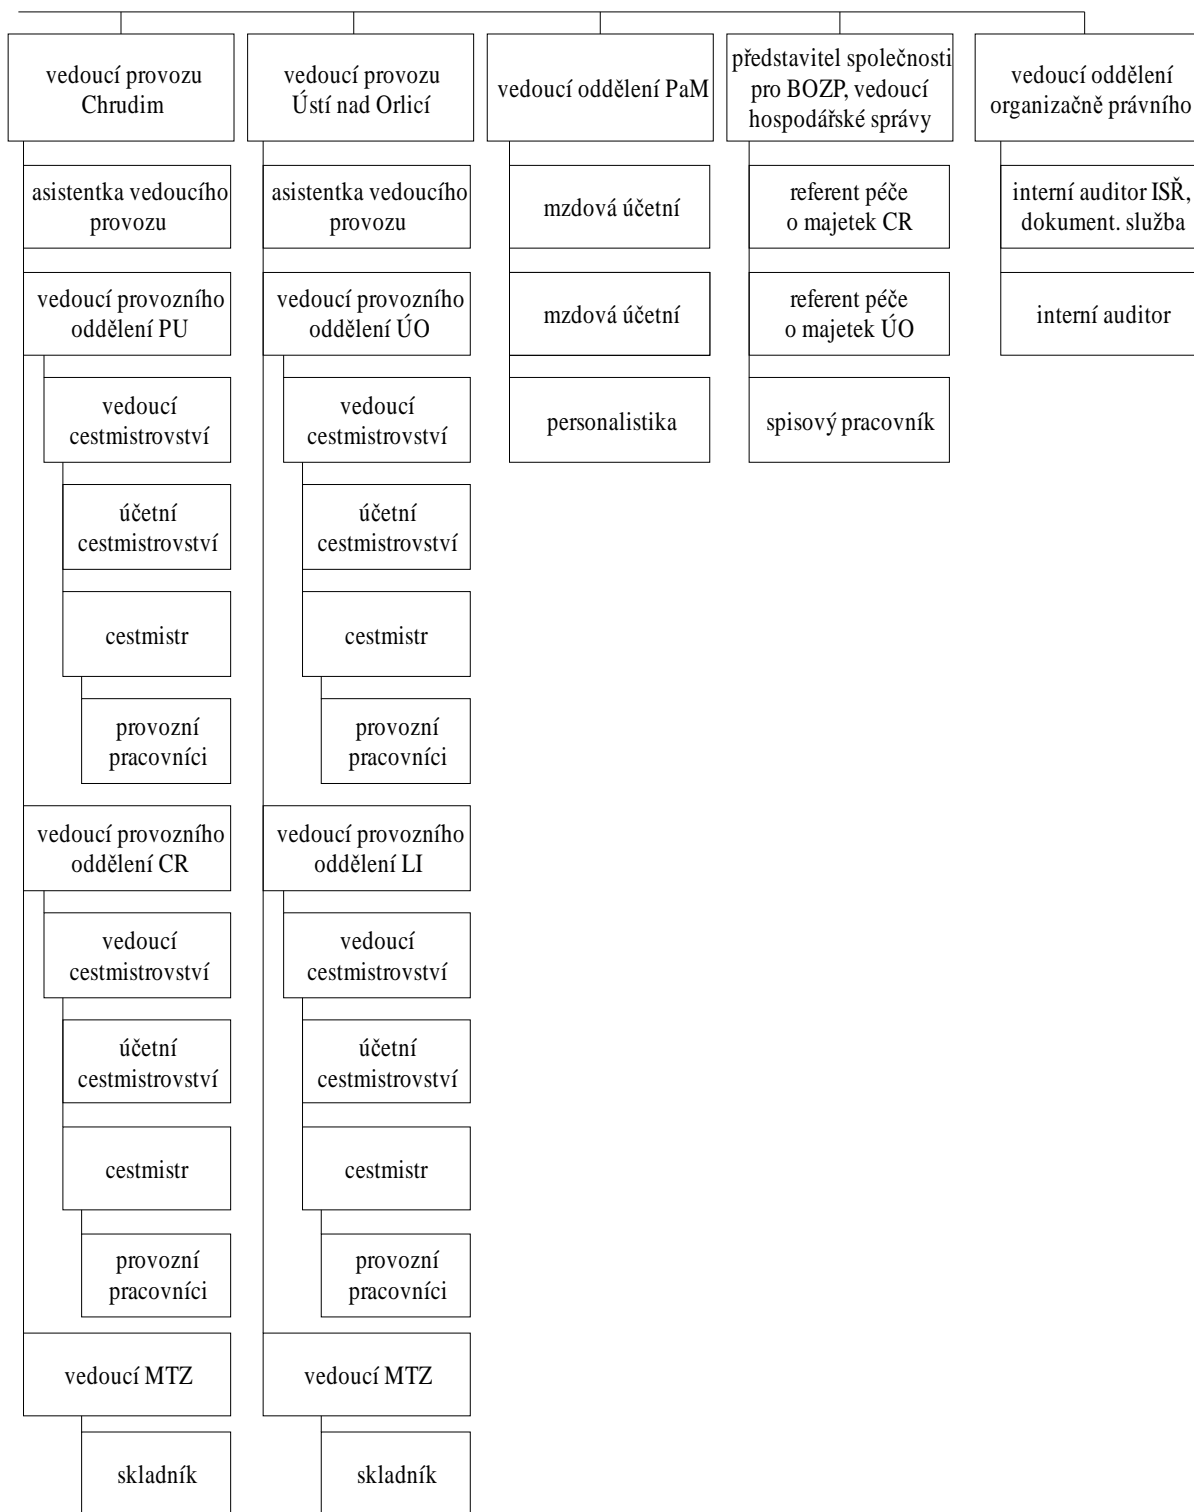 vedoucí provozu
Chrudim
asistentka vedoucího
provozu
vedoucí provozního
oddělení PU
vedoucí
cestmistrovství
účetní
cestmistrovství
cestmistr
provozní
pracovníci
vedoucí provozního
oddělení CR
vedoucí
cestmistrovství
účetní
cestmistrovství
cestmistr
provozní
pracovníci
vedoucí MTZ
skladník
vedoucí provozu
Ústí nad Orlicí
asistentka vedoucího
provozu
vedoucí provozního
oddělení ÚO
vedoucí
cestmistrovství
účetní
cestmistrovství
cestmistr
provozní
pracovníci
vedoucí provozního
oddělení LI
vedoucí
cestmistrovství
účetní
cestmistrovství
cestmistr
provozní
pracovníci
vedoucí MTZ
skladník
vedoucí oddělení PaM
mzdová účetní
mzdová účetní
personalistika
představitel společnosti
pro BOZP, vedoucí
hospodářské správy
referent péče
o majetek CR
referent péče
o majetek ÚO
spisový pracovník
vedoucí oddělení
organizačně právního
interní auditor ISŘ,
dokument. služba
interní auditor